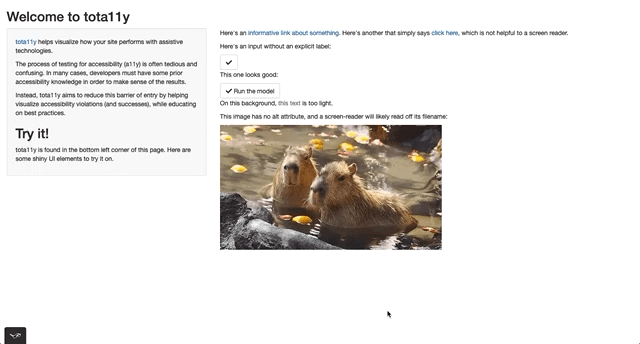 Welcome to tota11y
tota11y helps visualize how your site performs with assistive
technologies.
The process of testing for accessibility (a11y) is often tedious and
confusing. In many cases, developers must have some prior
accessibility knowledge in order to make sense of the results.
Instead, tota11y aims to reduce this barrier of entry by helping
visualize accessibility violations (and successes), while educating
on best practices.
Try it!
tota11y is found in the bottom left corner of this page. Here are
some shiny UI elements to try it on.
Here's an informative link about something. Here's another that simply says click here, which is not helpful to a screen reader.
Here's an input without an explicit label:
This one looks good:
Run the model
On this background, this text is too light.
This image has no alt attribute, and a screen-reader will likely read off its filename: